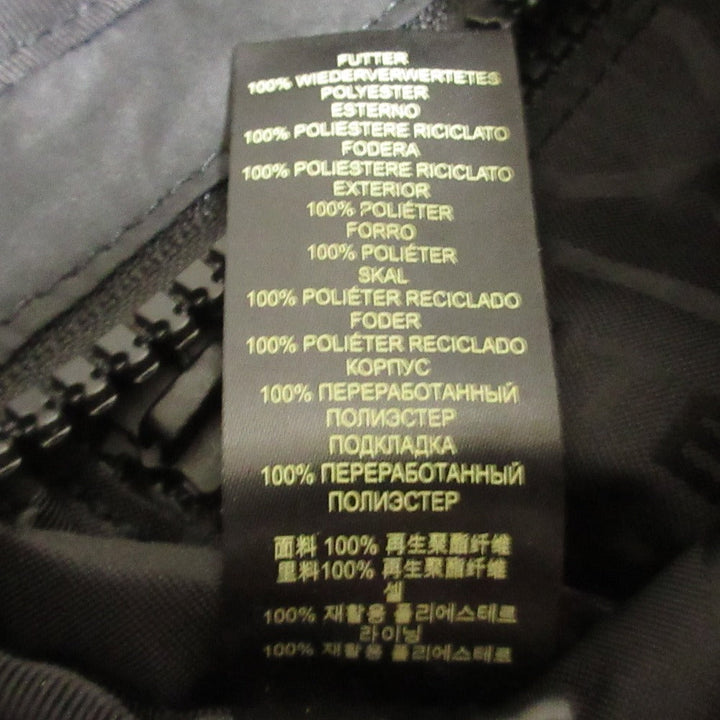 FUTTER
100% WIEDERVERWERTETES
POLYESTER
ESTERNO
100% POLIESTERE RICICLATO
FODERA
100% POLIESTERE RICICLATO
EXTERIOR
100% POLIÉTER
FORRO
100% POLIÉTER
SKAL
100% POLIÉTER RECICLADO
FODER
100% POLIÉTER RECICLADO
КОРПУС
100% ПЕРЕРАБОТАННЫЙ
ПОЛИЭСТЕР
ПОДКЛАДКА
100% ПЕРЕРАБОТАННЫЙ
ПОЛИЭСТЕР
面料 100% 再生聚酯纤维
里料100% 再生聚酯纤维
셸
100% 재활용 폴리에스테르
라이닝
100% 재활용 폴리에스테르